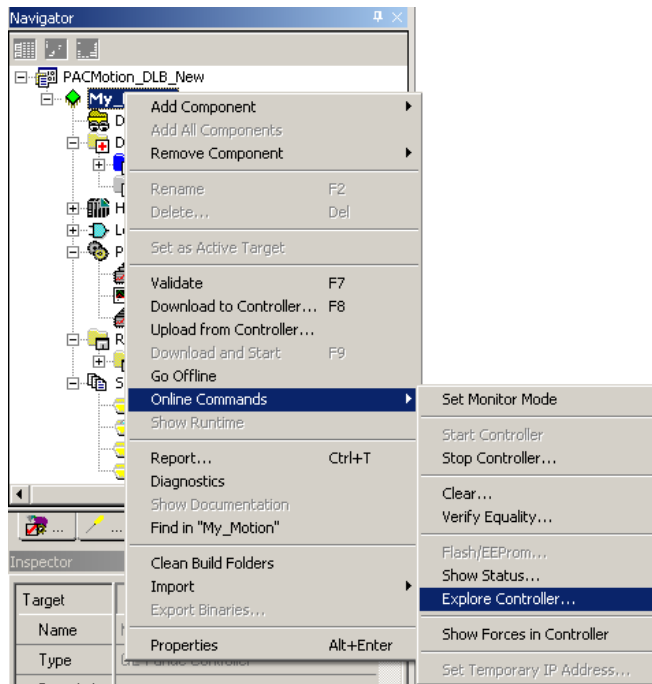 Navigator
PACMotion_DLB_New
My_
Add Component
Add All Components
Remove Component
Rename F2
Delete... Del
Set as Active Target
Validate F7
Download to Controller... F8
Upload from Controller...
Download and Start F9
Go Offline
Online Commands
Show Runtime
Report... Ctrl+T
Diagnostics
Show Documentation
Find in "My_Motion"
Clean Build Folders
Import
Export Binaries...
Properties Alt+Enter
Set Monitor Mode
Start Controller
Stop Controller...
Clear...
Verify Equality...
Flash/EEProm...
Show Status...
Explore Controller...
Show Forces in Controller
Set Temporary IP Address...
D
D
H
L
P
R
S
... ...
Inspector
Target
Name
Type